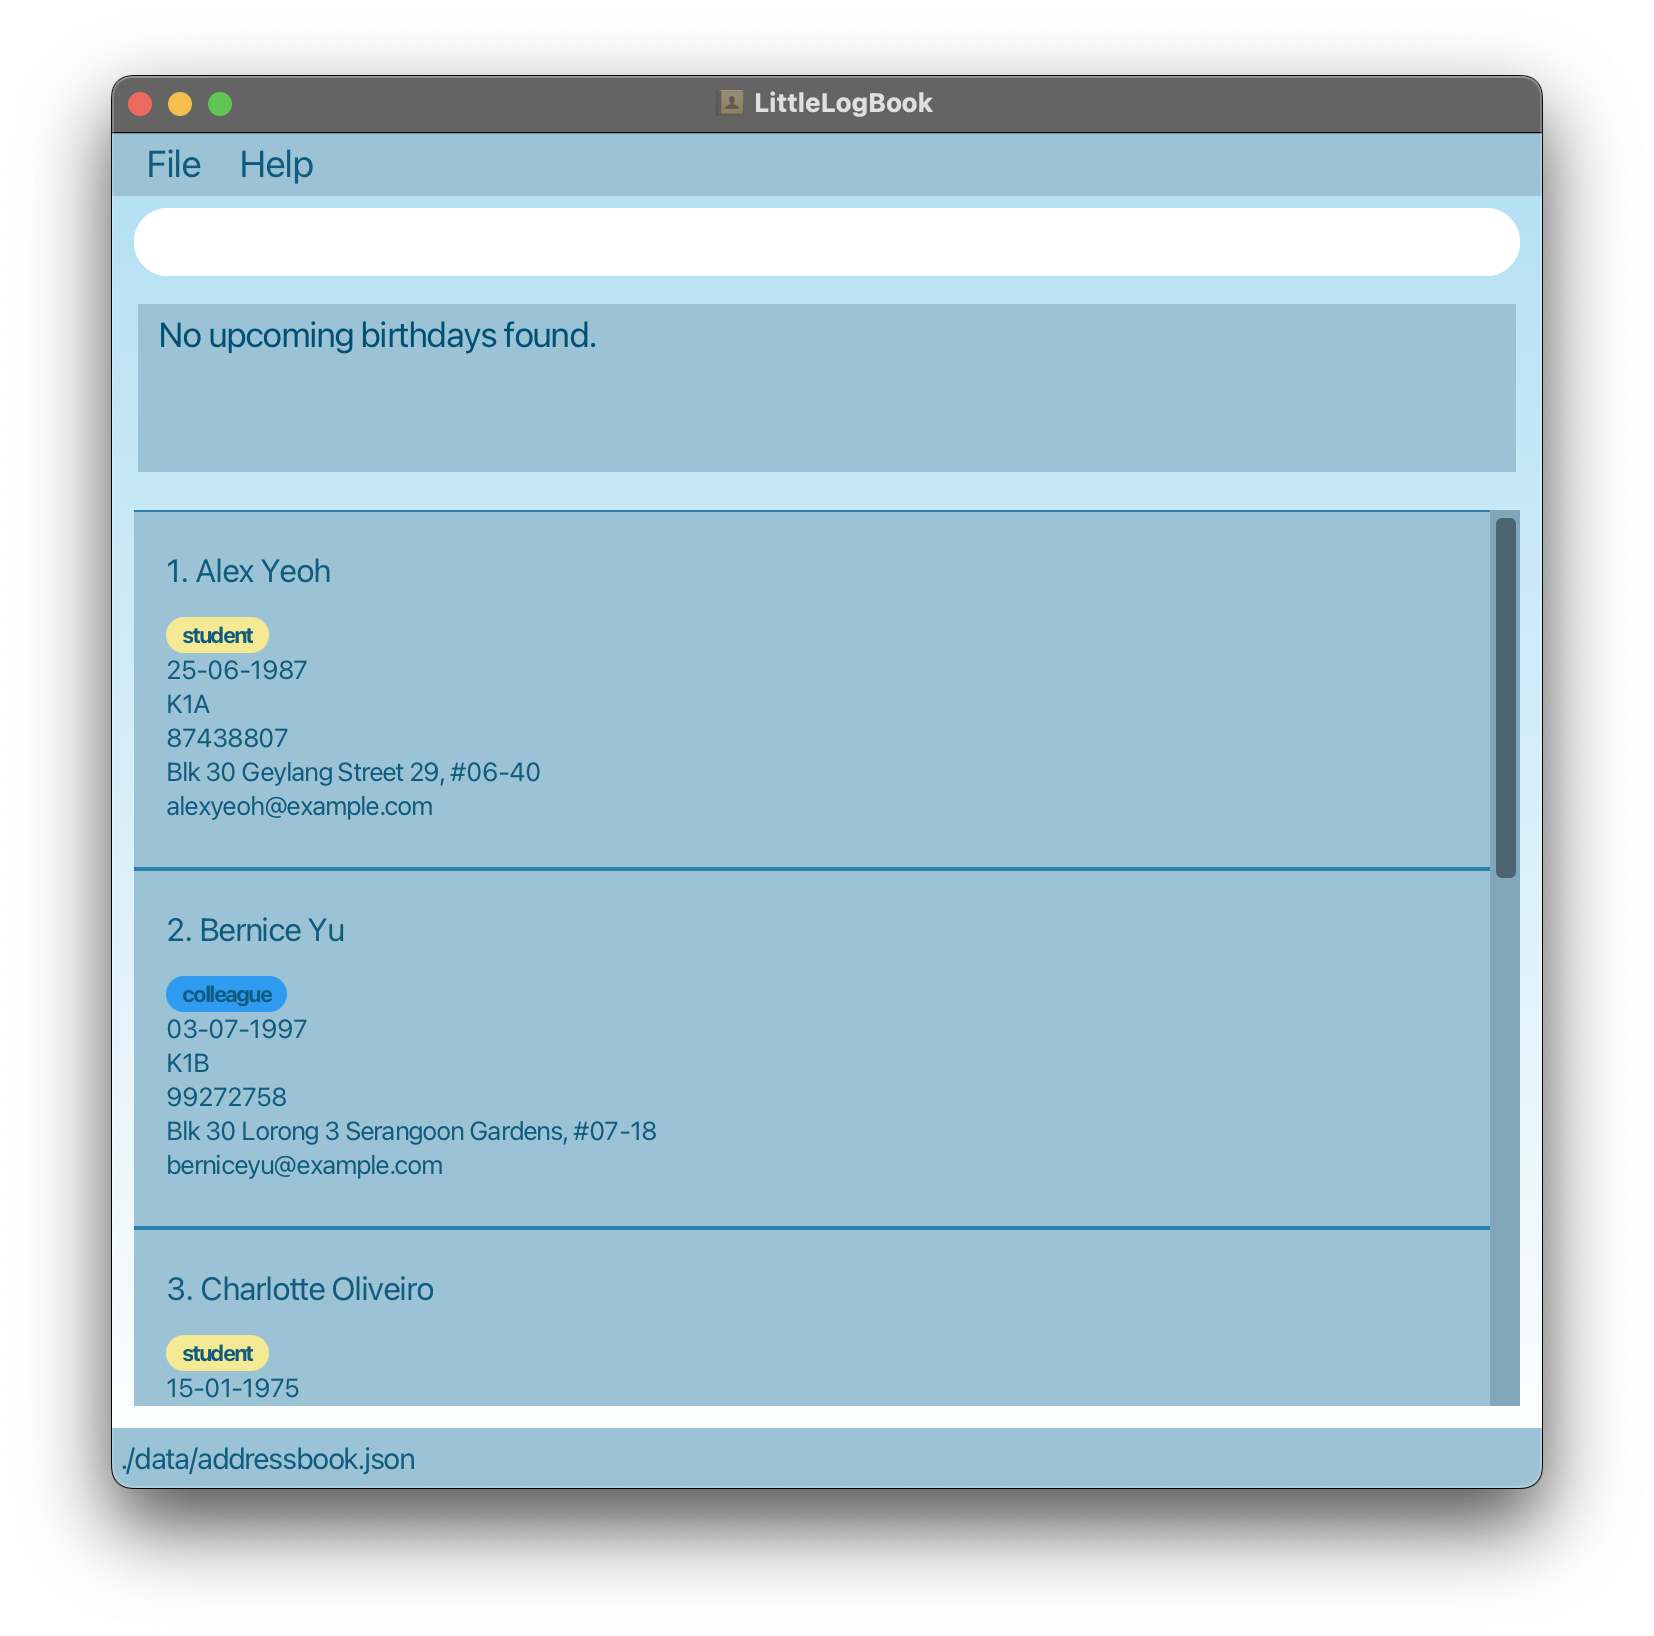 LittleLogBook
File Help
No upcoming birthdays found.
1. Alex Yeoh
student
25-06-1987
K1A
87438807
Blk 30 Geylang Street 29, #06-40
alexyeoh@example.com
2. Bernice Yu
colleague
03-07-1997
K1B
99272758
Blk 30 Lorong 3 Serangoon Gardens, #07-18
berniceyu@example.com
3. Charlotte Oliveiro
student
15-01-1975
./data/addressbook.json